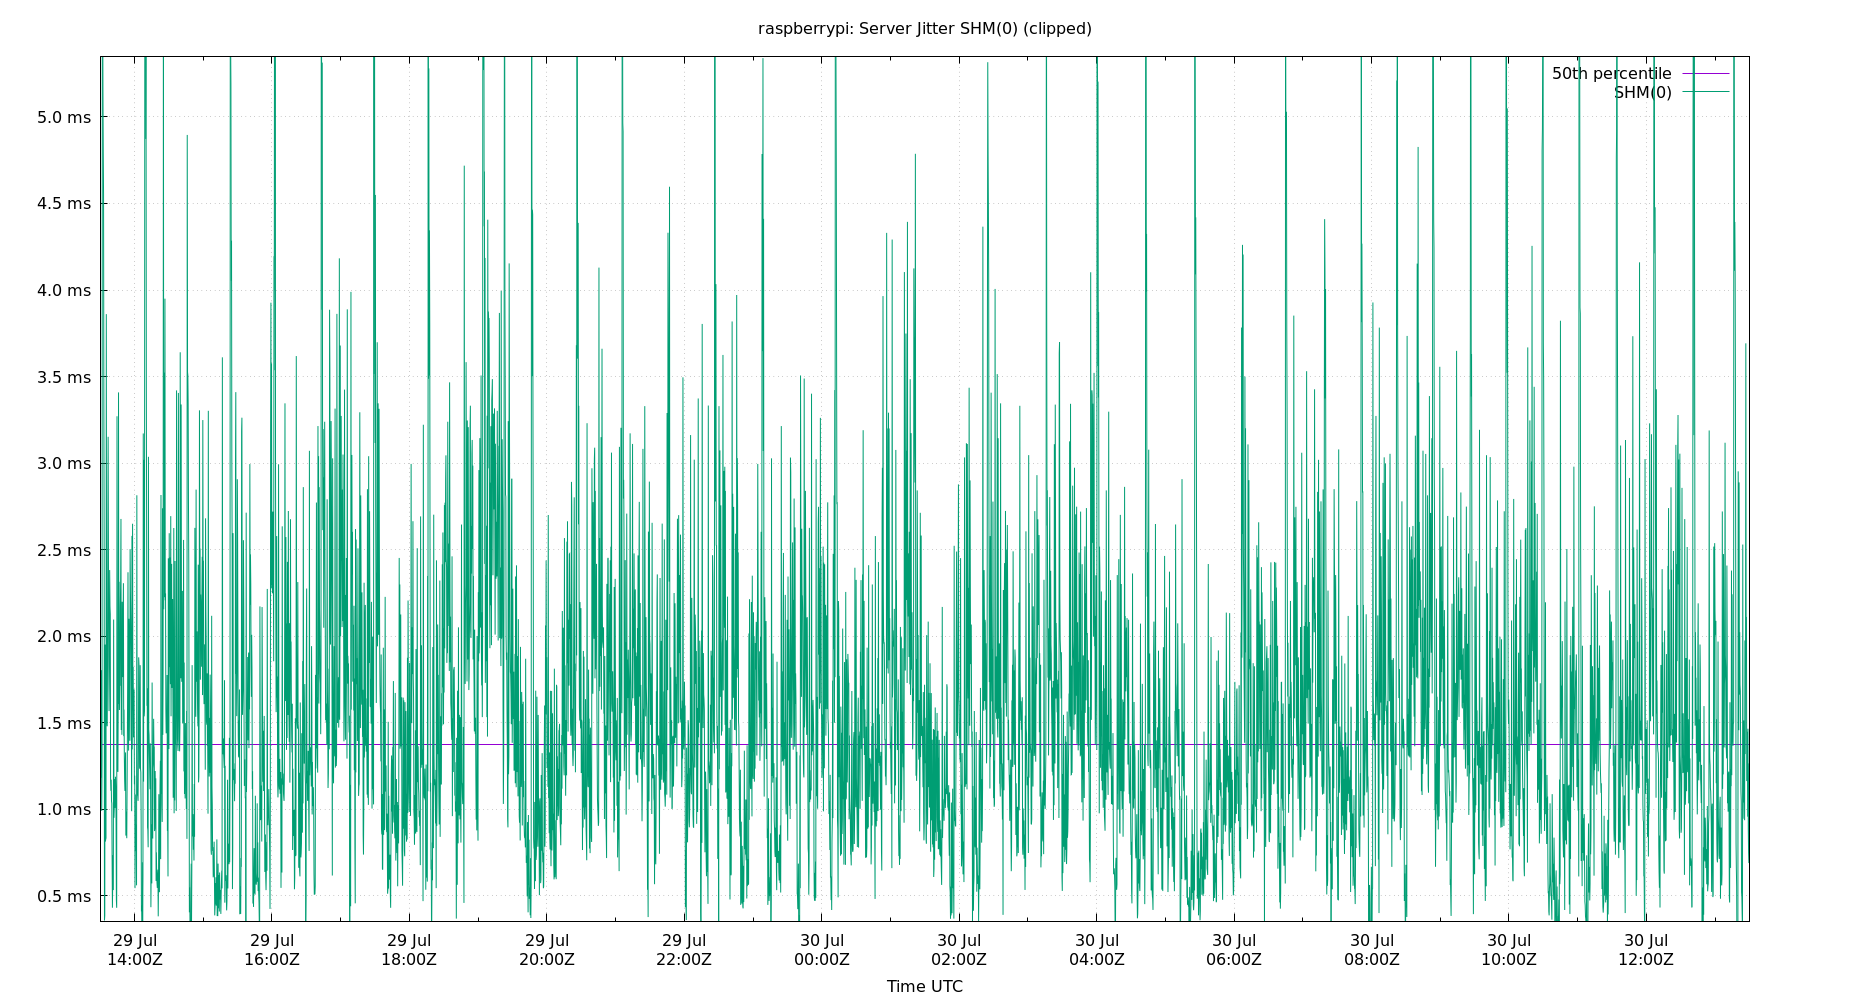 raspberrypi: Server Jitter SHM(0) (clipped)
50th percentile
SHM(0)
5.0 ms
4.5 ms
4.0 ms
3.5 ms
3.0 ms
2.5 ms
2.0 ms
1.5 ms
1.0 ms
0.5 ms
29 Jul 29 Jul 29 Jul 29 Jul 29 Jul 30 Jul 30 Jul 30 Jul 30 Jul 30 Jul 30 Jul 30 Jul
14:00Z 16:00Z 18:00Z 20:00Z 22:00Z 00:00Z 02:00Z 04:00Z 06:00Z 08:00Z 10:00Z 12:00Z
Time UTC